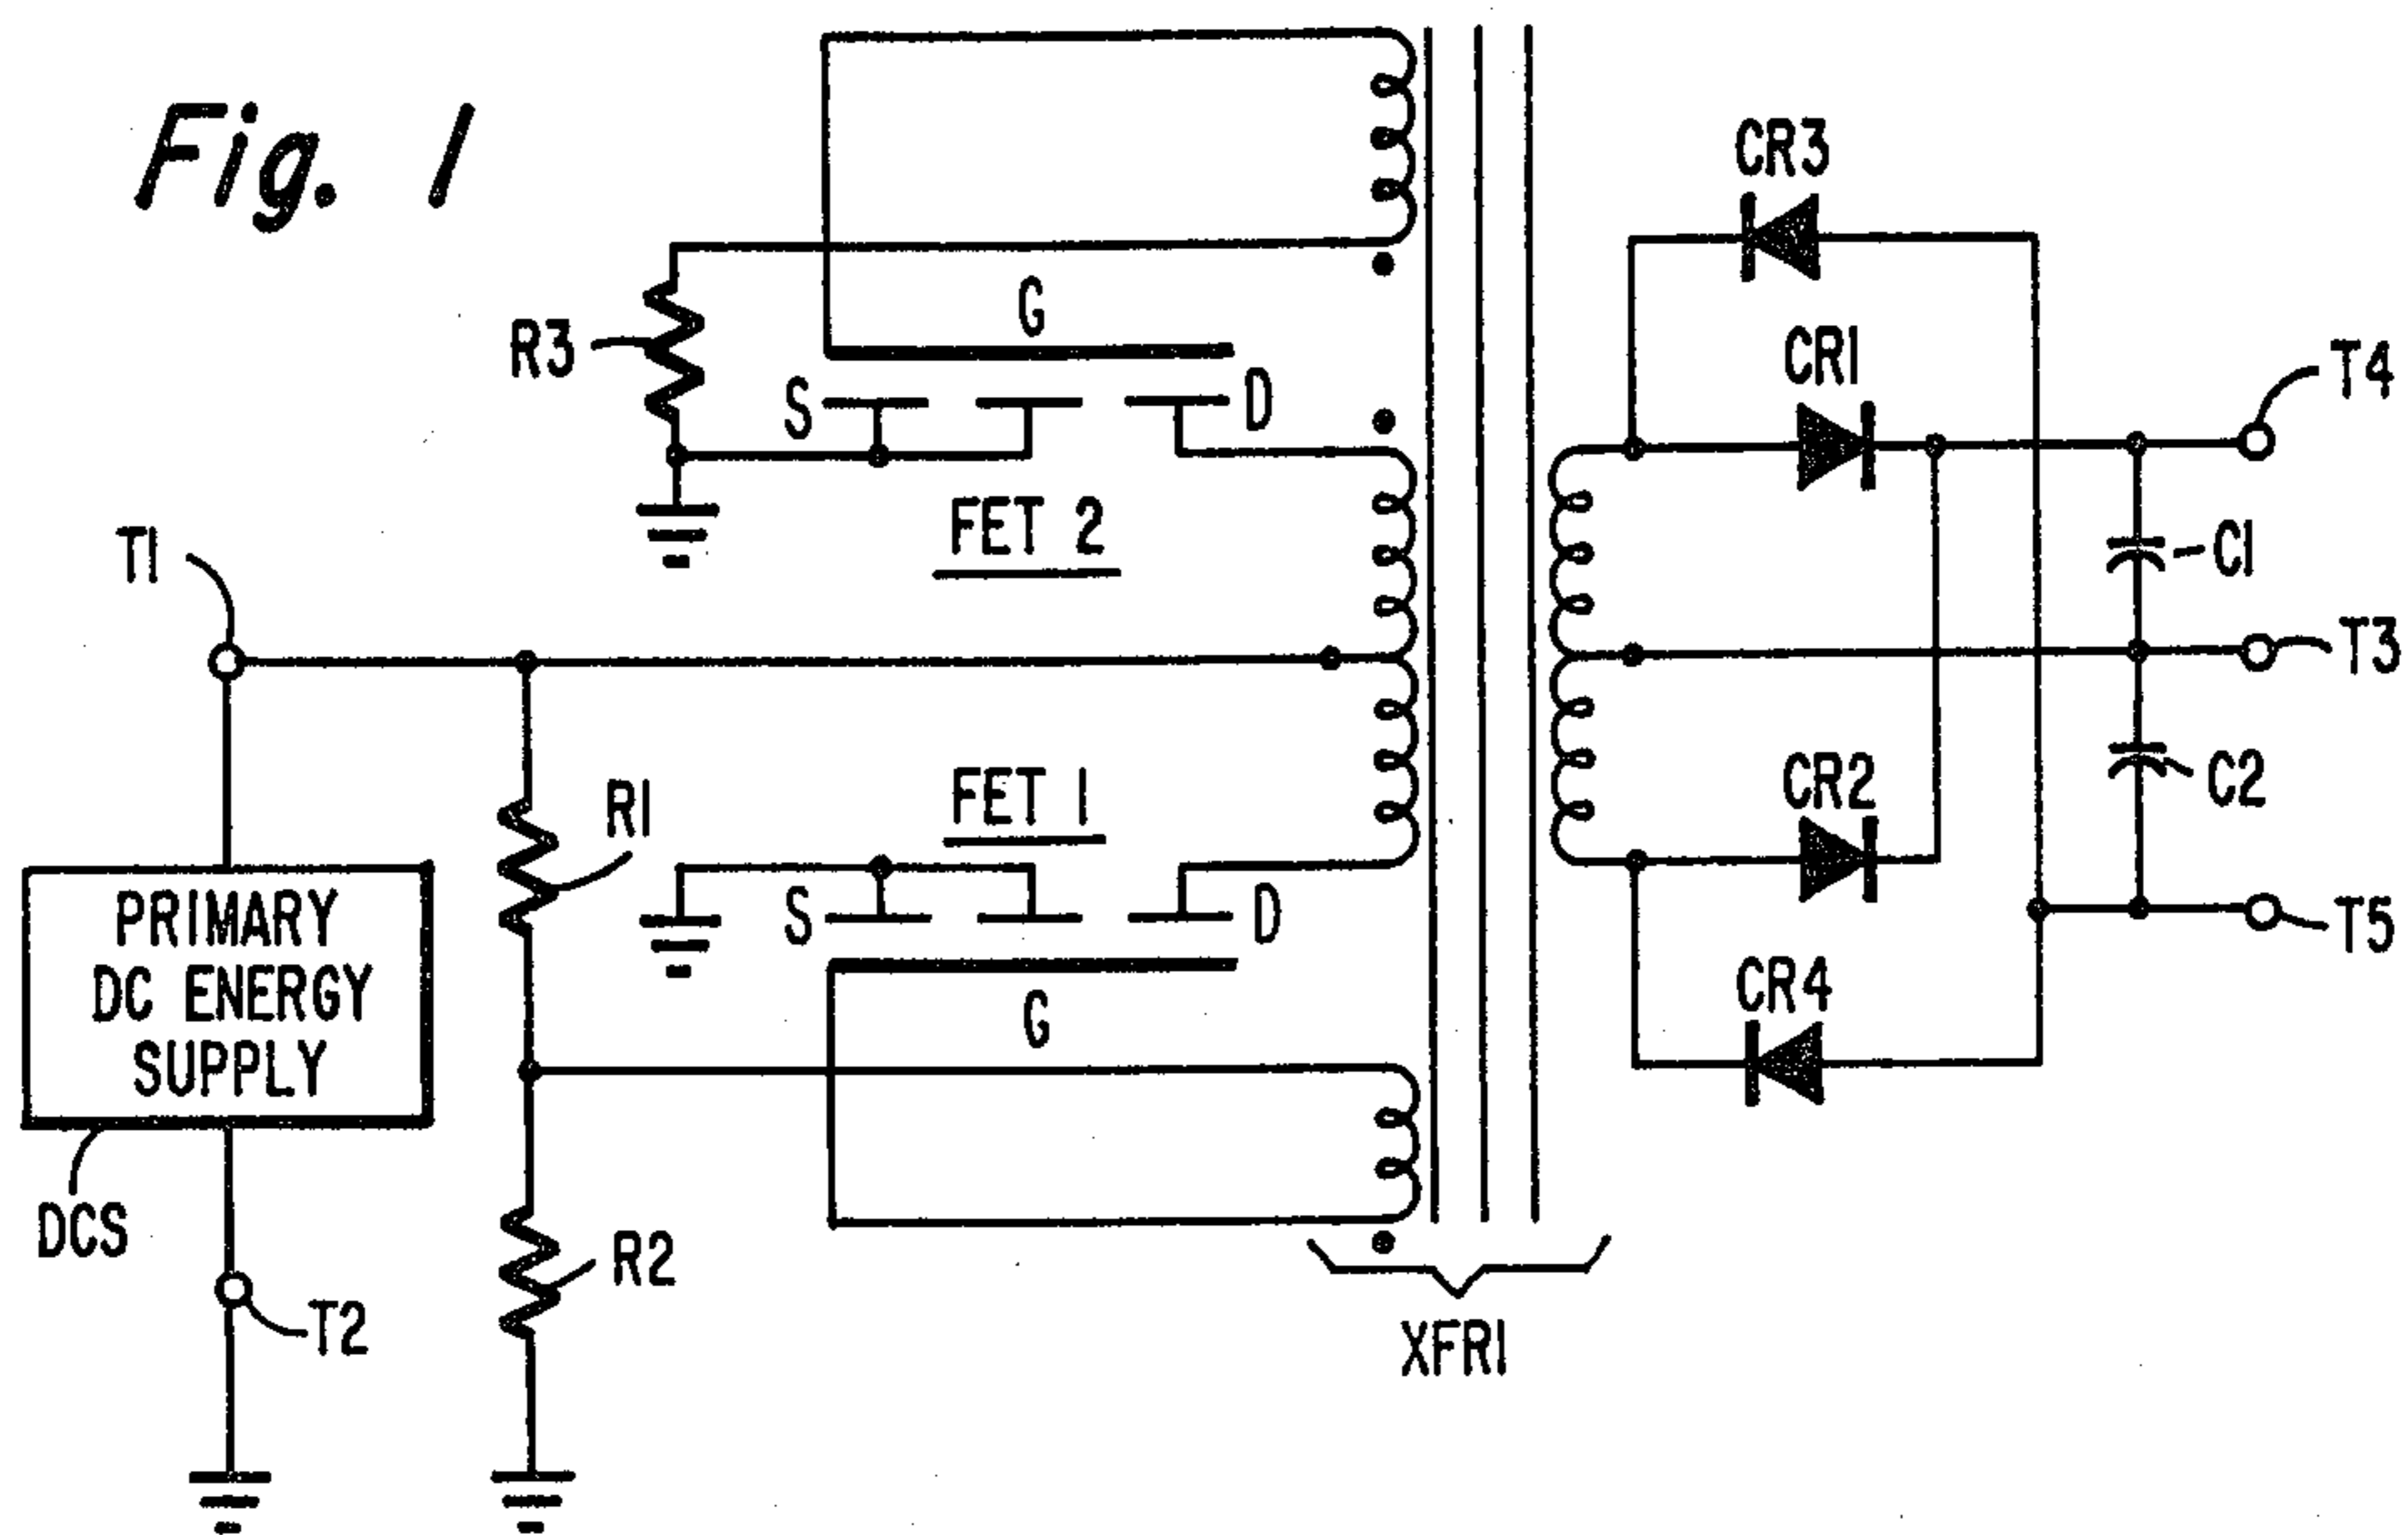 Fig. 1
CR3
G
R3
CR1
T4
S
D
FET 2
T1
C1
T3
FET 1
R1
CR2
C2
S
D
PRIMARY
DC ENERGY
SUPPLY
T5
CR4
G
DCS
R2
T2
XFR1